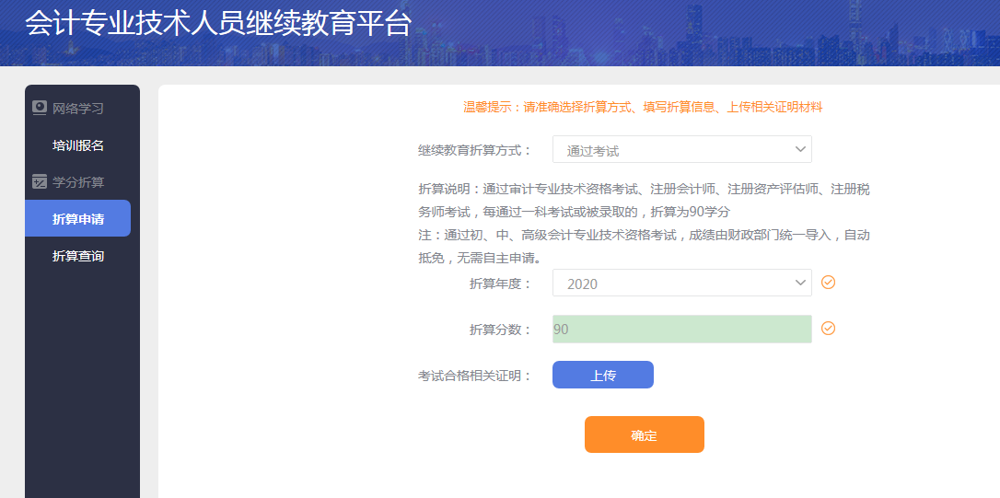 会计专业技术人员继续教育平台
网络学习
培训报名
学分折算
折算申请
折算查询
温馨提示：请准确选择折算方式、填写折算信息、上传相关证明材料
继续教育折算方式： 通过考试
折算说明：通过审计专业技术资格考试、注册会计师、注册资产评估师、注册税
务师考试，每通过一科考试或被录取的，折算为90学分
注：通过初、中、高级会计专业技术资格考试，成绩由财政部门统一导入，自动
抵免，无需自主申请。
折算年度： 2020
折算分数： 90
考试合格相关证明： 上传
确定